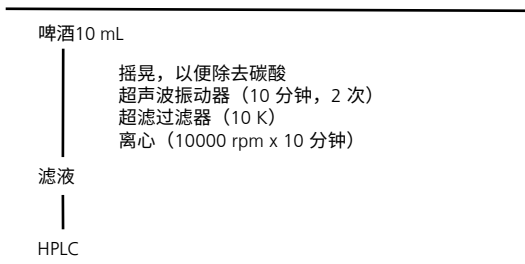 啤酒10 mL
摇晃，以便除去碳酸
超声波振动器（10 分钟，2 次）
超滤过滤器（10 K）
离心（10000 rpm x 10 分钟）
滤液
HPLC